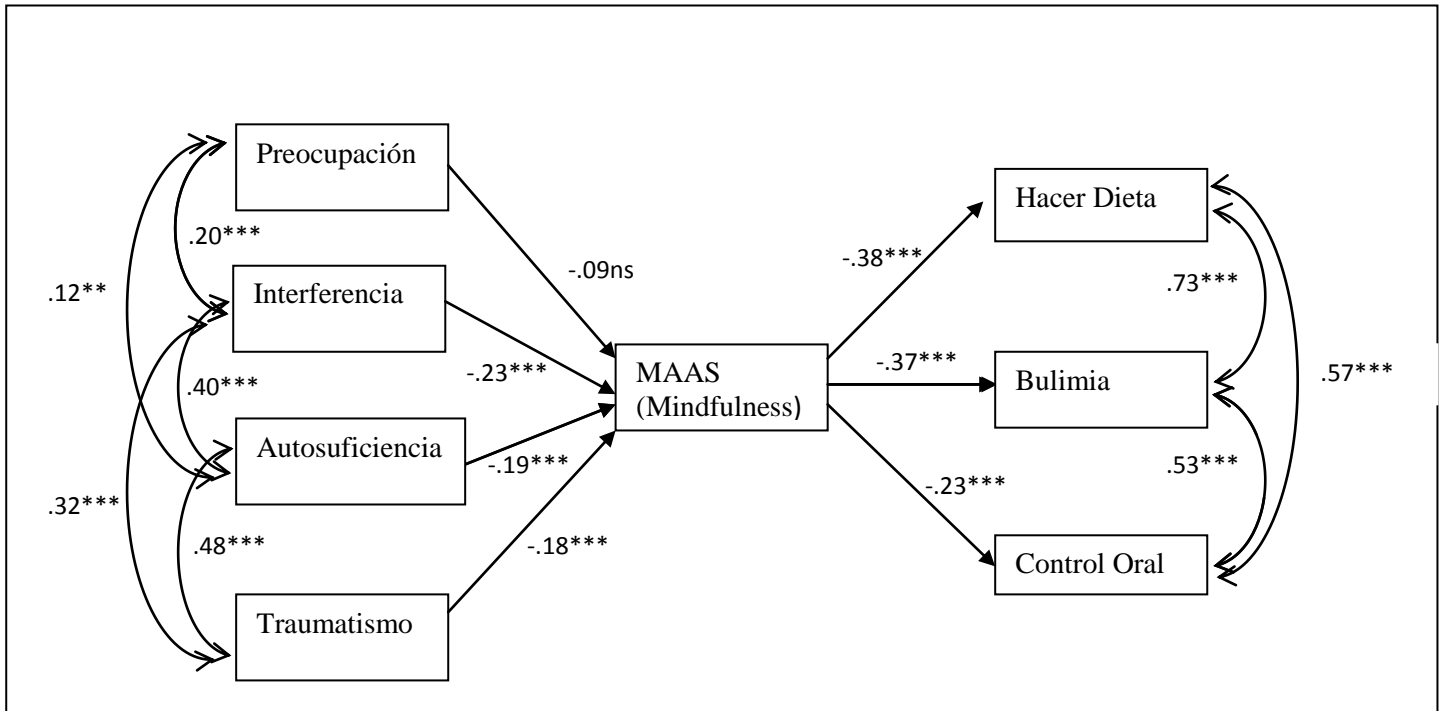 Preocupación
Hacer Dieta
.20***
-.38***
-.09ns
.73***
.12**
Interferencia
MAAS
(Mindfulness)
-.37***
Bulimia
.57***
-.23***
.40***
Autosuficiencia
-.19***
.53***
-.23***
.32***
.48***
-.18***
Control Oral
Traumatismo